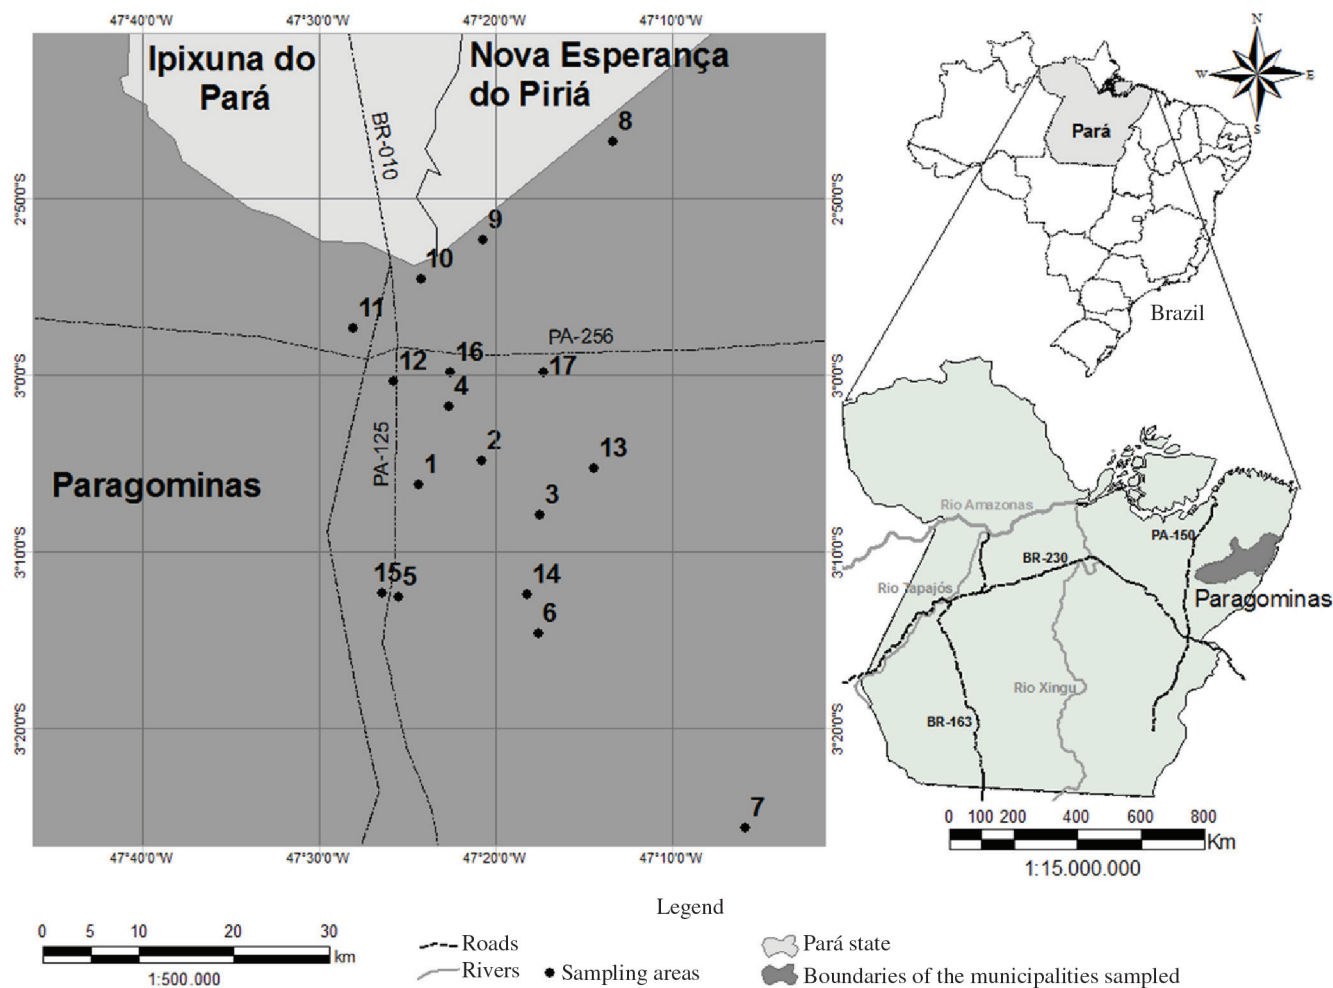 47°40'0"W 47°30'0"W 47°20'0"W 47°10'0"W
Ipixuna do
Pará
Nova Esperança
do Piriá
BR-010
8
2°50'0"S
2°50'0"S
9
10
11
PA-256
12
16
17
3°0'0"S
3°0'0"S
4
PA-125
1
2
13
Paragominas
3
3°10'0"S
3°10'0"S
15
5
14
6
3°20'0"S
3°20'0"S
7
47°40'0"W 47°30'0"W 47°20'0"W 47°10'0"W
N
W
E
S
Pará
Brazil
Rio Amazonas
PA-150
BR-230
Rio Tapajós
Paragominas
Rio Xingu
BR-163
0 100 200 400 600 800
Km
1:15.000.000
Legend
0 5 10 20 30
km
1:500.000
Roads
Rivers
Sampling areas
Pará state
Boundaries of the municipalities sampled